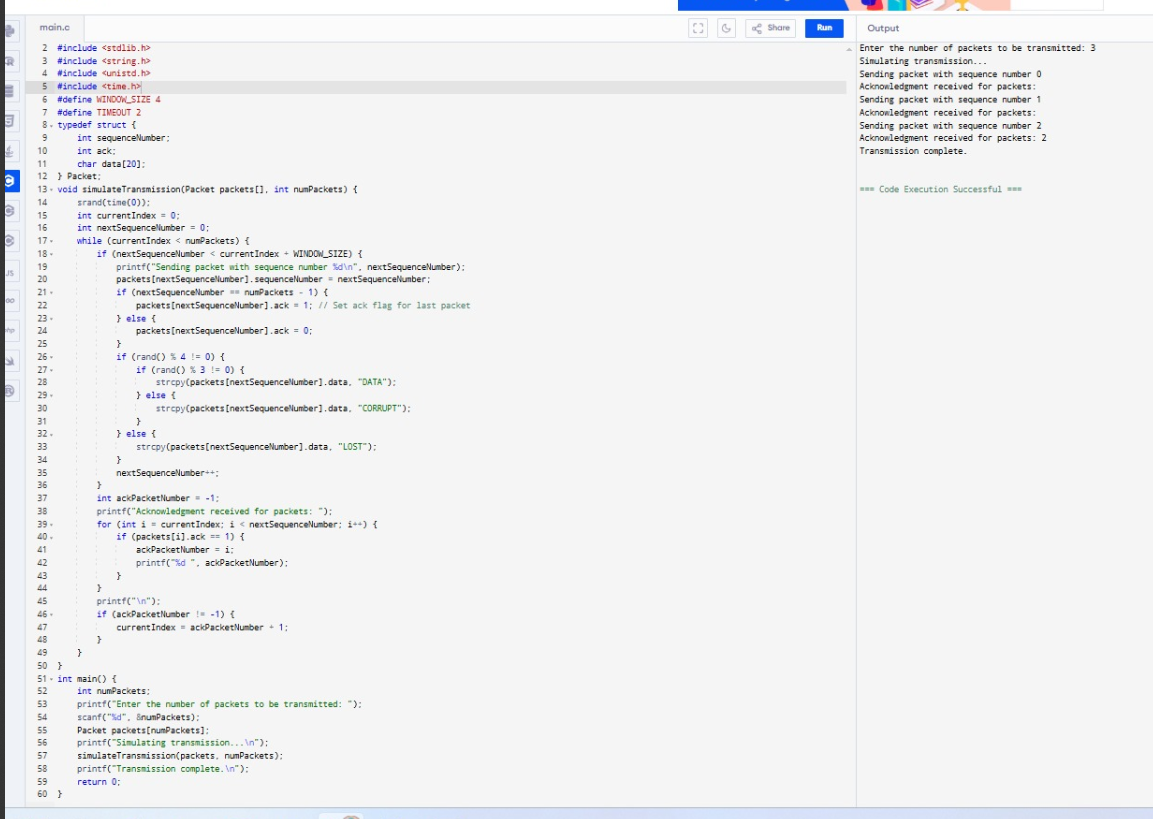 main.c
Share
Run
Output
2 #include <stdlib.h>
3 #include <string.h>
4 #include <unistd.h>
5 #include <time.h>
6 #define WINDOW_SIZE 4
7 #define TIMEOUT 2
8 typedef struct {
9 int sequenceNumber;
10 int ack;
11 char data[20];
12 } Packet;
13 void simulateTransmission(Packet packets[], int numPackets) {
14 srand(time(0));
15 int currentIndex = 0;
16 int nextSequenceNumber = 0;
17 while (currentIndex < numPackets) {
18 if (nextSequenceNumber < currentIndex + WINDOW_SIZE) {
19 printf("Sending packet with sequence number %d\n", nextSequenceNumber);
20 packets[nextSequenceNumber].sequenceNumber = nextSequenceNumber;
21 if (nextSequenceNumber == numPackets - 1) {
22 packets[nextSequenceNumber].ack = 1; // Set ack flag for last packet
23 } else {
24 packets[nextSequenceNumber].ack = 0;
25 }
26 if (rand() % 4 != 0) {
27 if (rand() % 3 != 0) {
28 strcpy(packets[nextSequenceNumber].data, "DATA");
29 } else {
30 strcpy(packets[nextSequenceNumber].data, "CORRUPT");
31 }
32 } else {
33 strcpy(packets[nextSequenceNumber].data, "LOST");
34 }
35 nextSequenceNumber++;
36 }
37 int ackPacketNumber = -1;
38 printf("Acknowledgment received for packets: ");
39 for (int i = currentIndex; i < nextSequenceNumber; i++) {
40 if (packets[i].ack == 1) {
41 ackPacketNumber = i;
42 printf("%d ", ackPacketNumber);
43 }
44 }
45 printf("\n");
46 if (ackPacketNumber != -1) {
47 currentIndex = ackPacketNumber + 1;
48 }
49 }
50 }
51 int main() {
52 int numPackets;
53 printf("Enter the number of packets to be transmitted: ");
54 scanf("%d", &numPackets);
55 Packet packets[numPackets];
56 printf("Simulating transmission...\n");
57 simulateTransmission(packets, numPackets);
58 printf("Transmission complete.\n");
59 return 0;
60 }
Enter the number of packets to be transmitted: 3
Simulating transmission...
Sending packet with sequence number 0
Acknowledgment received for packets:
Sending packet with sequence number 1
Acknowledgment received for packets:
Sending packet with sequence number 2
Acknowledgment received for packets: 2
Transmission complete.
=== Code Execution Successful ===